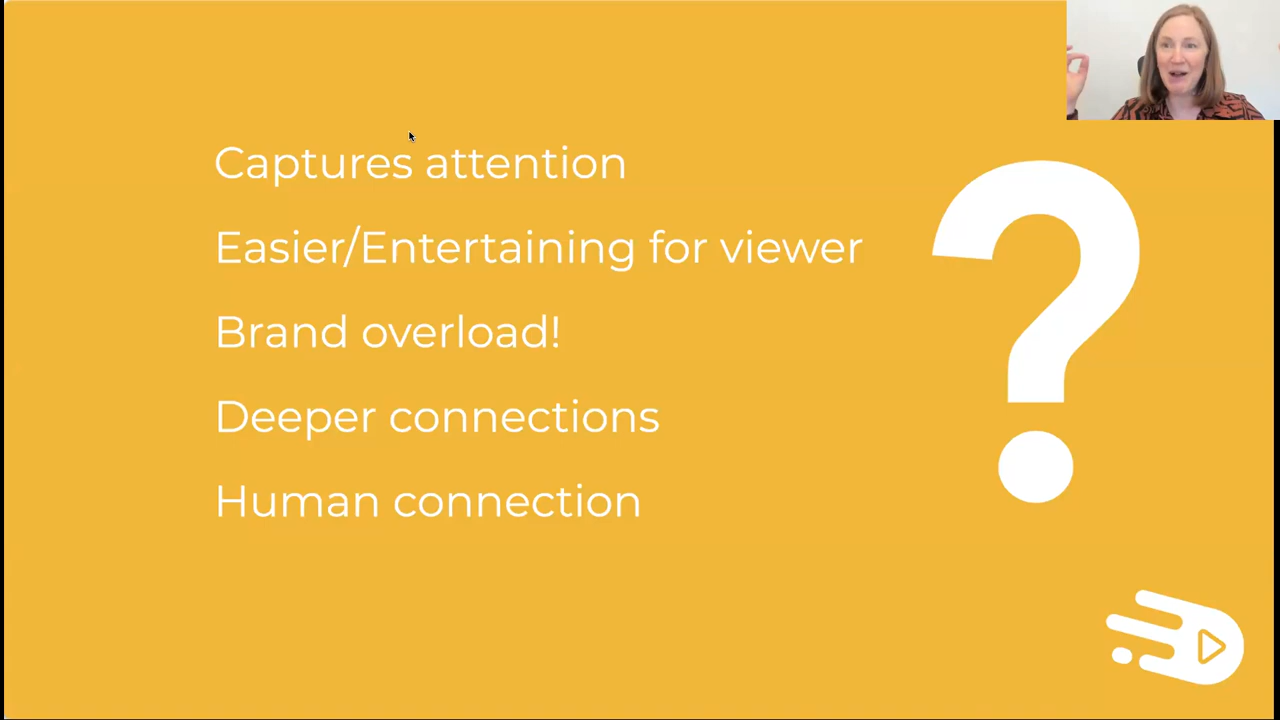 Captures attention
Easier/Entertaining for viewer
Brand overload!
Deeper connections
Human connection
?